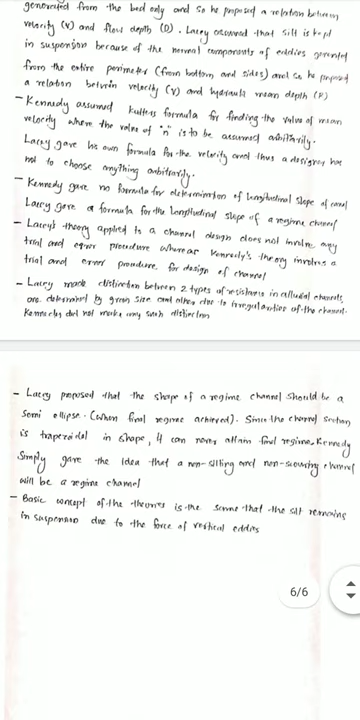 generated from the bed only and so he proposed a relation between
velocity (V) and flow depth (D). Lacey assumed that silt is kept
in suspension because of the normal components of eddies generated
from the entire perimeter (from bottom and sides) and so he proposed
a relation between velocity (V) and hydraulic mean depth (R)
- Kennedy assumed kutters formula for finding the value of mean
velocity where the value of "n" is to be assumed arbitrarily.
Lacey gave his own formula for the velocity and thus a designer has
not to choose anything arbitrarily.
- Kennedy gave no formula for determination of longitudinal slope of canal
Lacey gave a formula for the longitudinal slope of a regime channel
- Lacey's theory applied to a channel design does not involve any
trial and error procedure whereas Kennedy's theory involves a
trial and error procedure for design of channel
- Lacey made distinction between 2 types of resistance in alluvial channels,
one determined by grain size and other due to irregularities of the channel.
Kennedy did not make any such distinction
- Lacey proposed that the shape of a regime channel should be a
semi ellipse. (when final regime achieved). Since the channel section
is trapezoidal in shape, it can never attain final regime. Kennedy
simply gave the idea that a non-silting and non-scouring channel
will be a regime channel
- Basic concept of the theories is the same that the silt remains
in suspension due to the force of vertical eddies
6/6